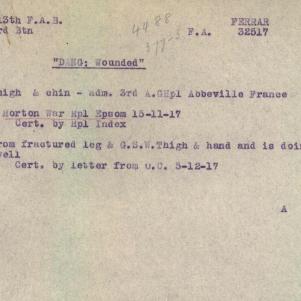 13th F.A.B. FERRAR
rd Btn F.A. 32517
4488
377-3
"DANG; Wounded"
high & chin - adm. 3rd A.GHpl Abbeville France
Horton War Hpl Epsom 15-11-17
Cert. by Hpl Index
rom fractured leg & G.S.W.Thigh & hand and is doin
well
Cert. by letter from O.C. 5-12-17
A